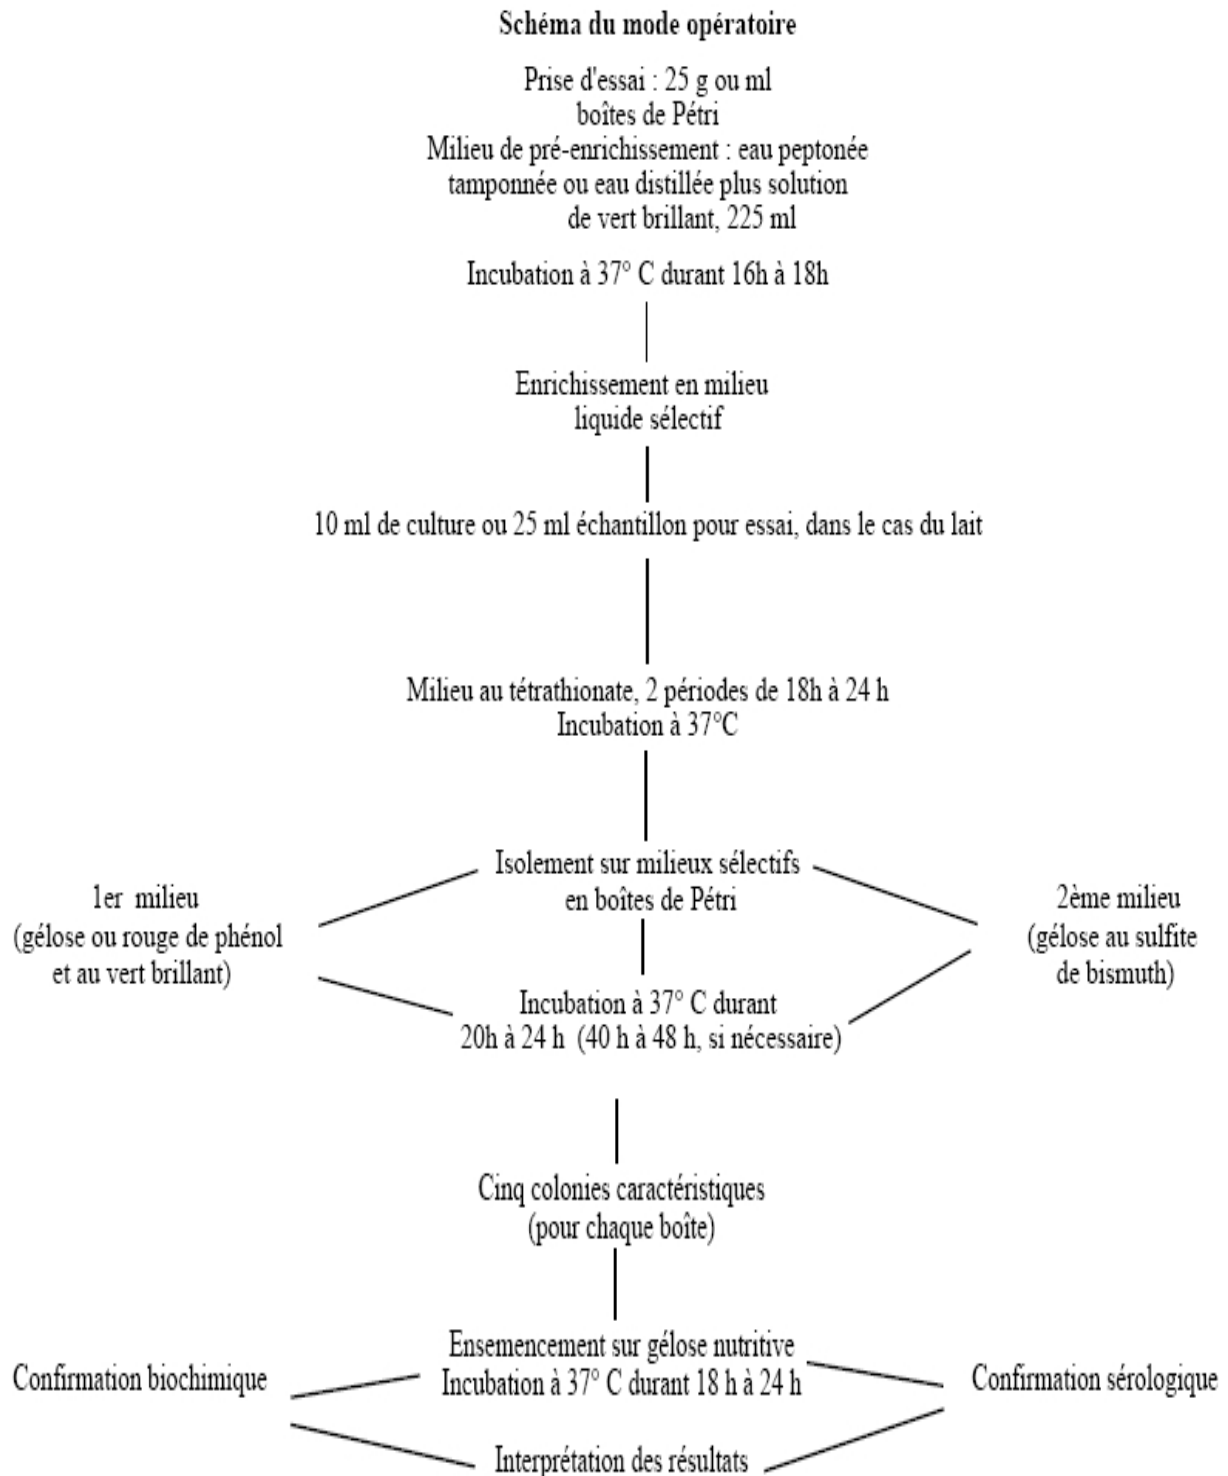 Schéma du mode opératoire
Prise d'essai : 25 g ou ml
boîtes de Pétri
Milieu de pré-enrichissement : eau peptonée
tamponnée ou eau distillée plus solution
de vert brillant, 225 ml
Incubation à 37° C durant 16h à 18h
Enrichissement en milieu
liquide sélectif
10 ml de culture ou 25 ml échantillon pour essai, dans le cas du lait
Milieu au tétrathionate, 2 périodes de 18h à 24 h
Incubation à 37°C
Isolement sur milieux sélectifs
en boîtes de Pétri
1er milieu
(gélose ou rouge de phénol
et au vert brillant)
2ème milieu
(gélose au sulfite
de bismuth)
Incubation à 37° C durant
20h à 24 h (40 h à 48 h, si nécessaire)
Cinq colonies caractéristiques
(pour chaque boîte)
Ensemencement sur gélose nutritive
Incubation à 37° C durant 18 h à 24 h
Confirmation biochimique
Confirmation sérologique
Interprétation des résultats